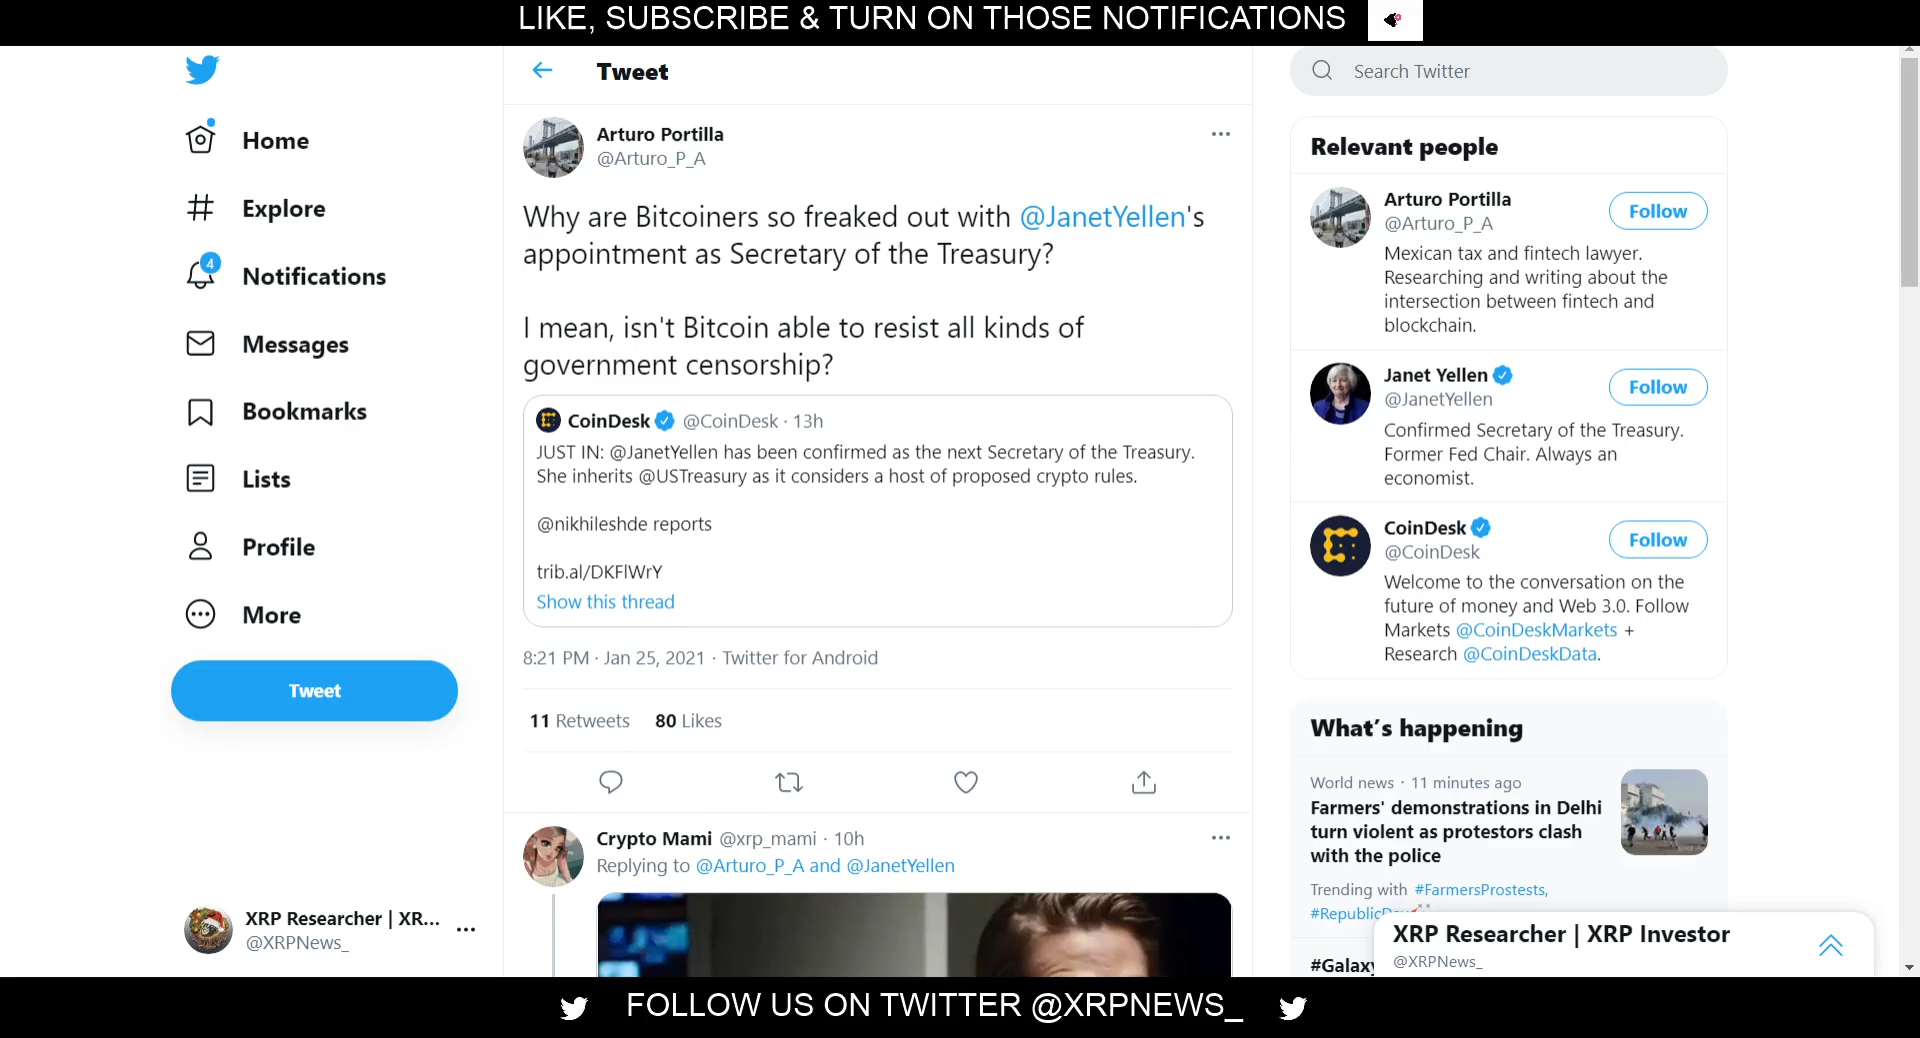 LIKE, SUBSCRIBE & TURN ON THOSE NOTIFICATIONS
Home
Explore
4
Notifications
Messages
Bookmarks
Lists
Profile
More
Tweet
XRP Researcher | XR...
@XRPNews_
Tweet
Arturo Portilla
@Arturo_P_A
Why are Bitcoiners so freaked out with @JanetYellen's
appointment as Secretary of the Treasury?
I mean, isn't Bitcoin able to resist all kinds of
government censorship?
CoinDesk @CoinDesk · 13h
JUST IN: @JanetYellen has been confirmed as the next Secretary of the Treasury.
She inherits @USTreasury as it considers a host of proposed crypto rules.
@nikhileshde reports
trib.al/DKFlWrY
Show this thread
8:21 PM · Jan 25, 2021 · Twitter for Android
11 Retweets 80 Likes
Crypto Mami @xrp_mami · 10h
Replying to @Arturo_P_A and @JanetYellen
Search Twitter
Relevant people
Arturo Portilla
@Arturo_P_A
Follow
Mexican tax and fintech lawyer.
Researching and writing about the
intersection between fintech and
blockchain.
Janet Yellen
@JanetYellen
Follow
Confirmed Secretary of the Treasury.
Former Fed Chair. Always an
economist.
CoinDesk
@CoinDesk
Follow
Welcome to the conversation on the
future of money and Web 3.0. Follow
Markets @CoinDeskMarkets +
Research @CoinDeskData.
What's happening
World news · 11 minutes ago
Farmers' demonstrations in Delhi
turn violent as protestors clash
with the police
Trending with #FarmersProstests,
XRP Researcher | XRP Investor
@XRPNews_
FOLLOW US ON TWITTER @XRPNEWS_